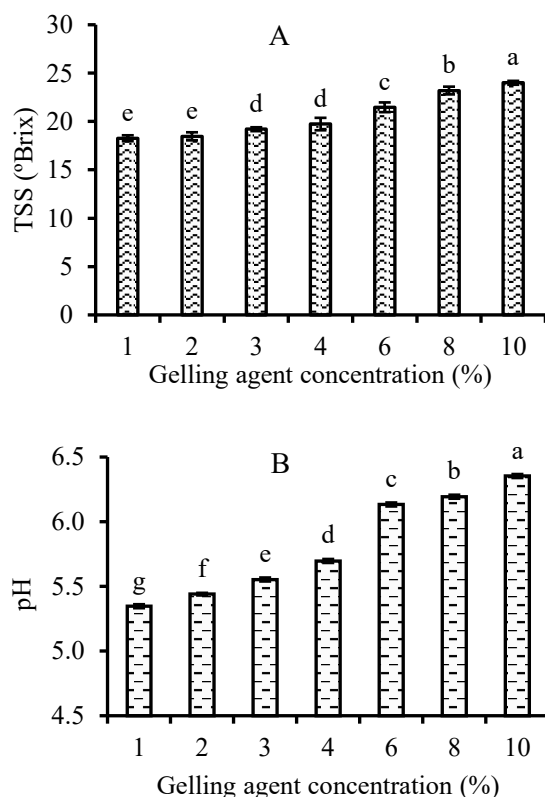 A
30
25
20
15
10
5
0
TSS (ºBrix)
e e d d c b a
1 2 3 4 6 8 10
Gelling agent concentration (%)
B
6.5
6.0
5.5
5.0
4.5
pH
g f e d c b a
1 2 3 4 6 8 10
Gelling agent concentration (%)